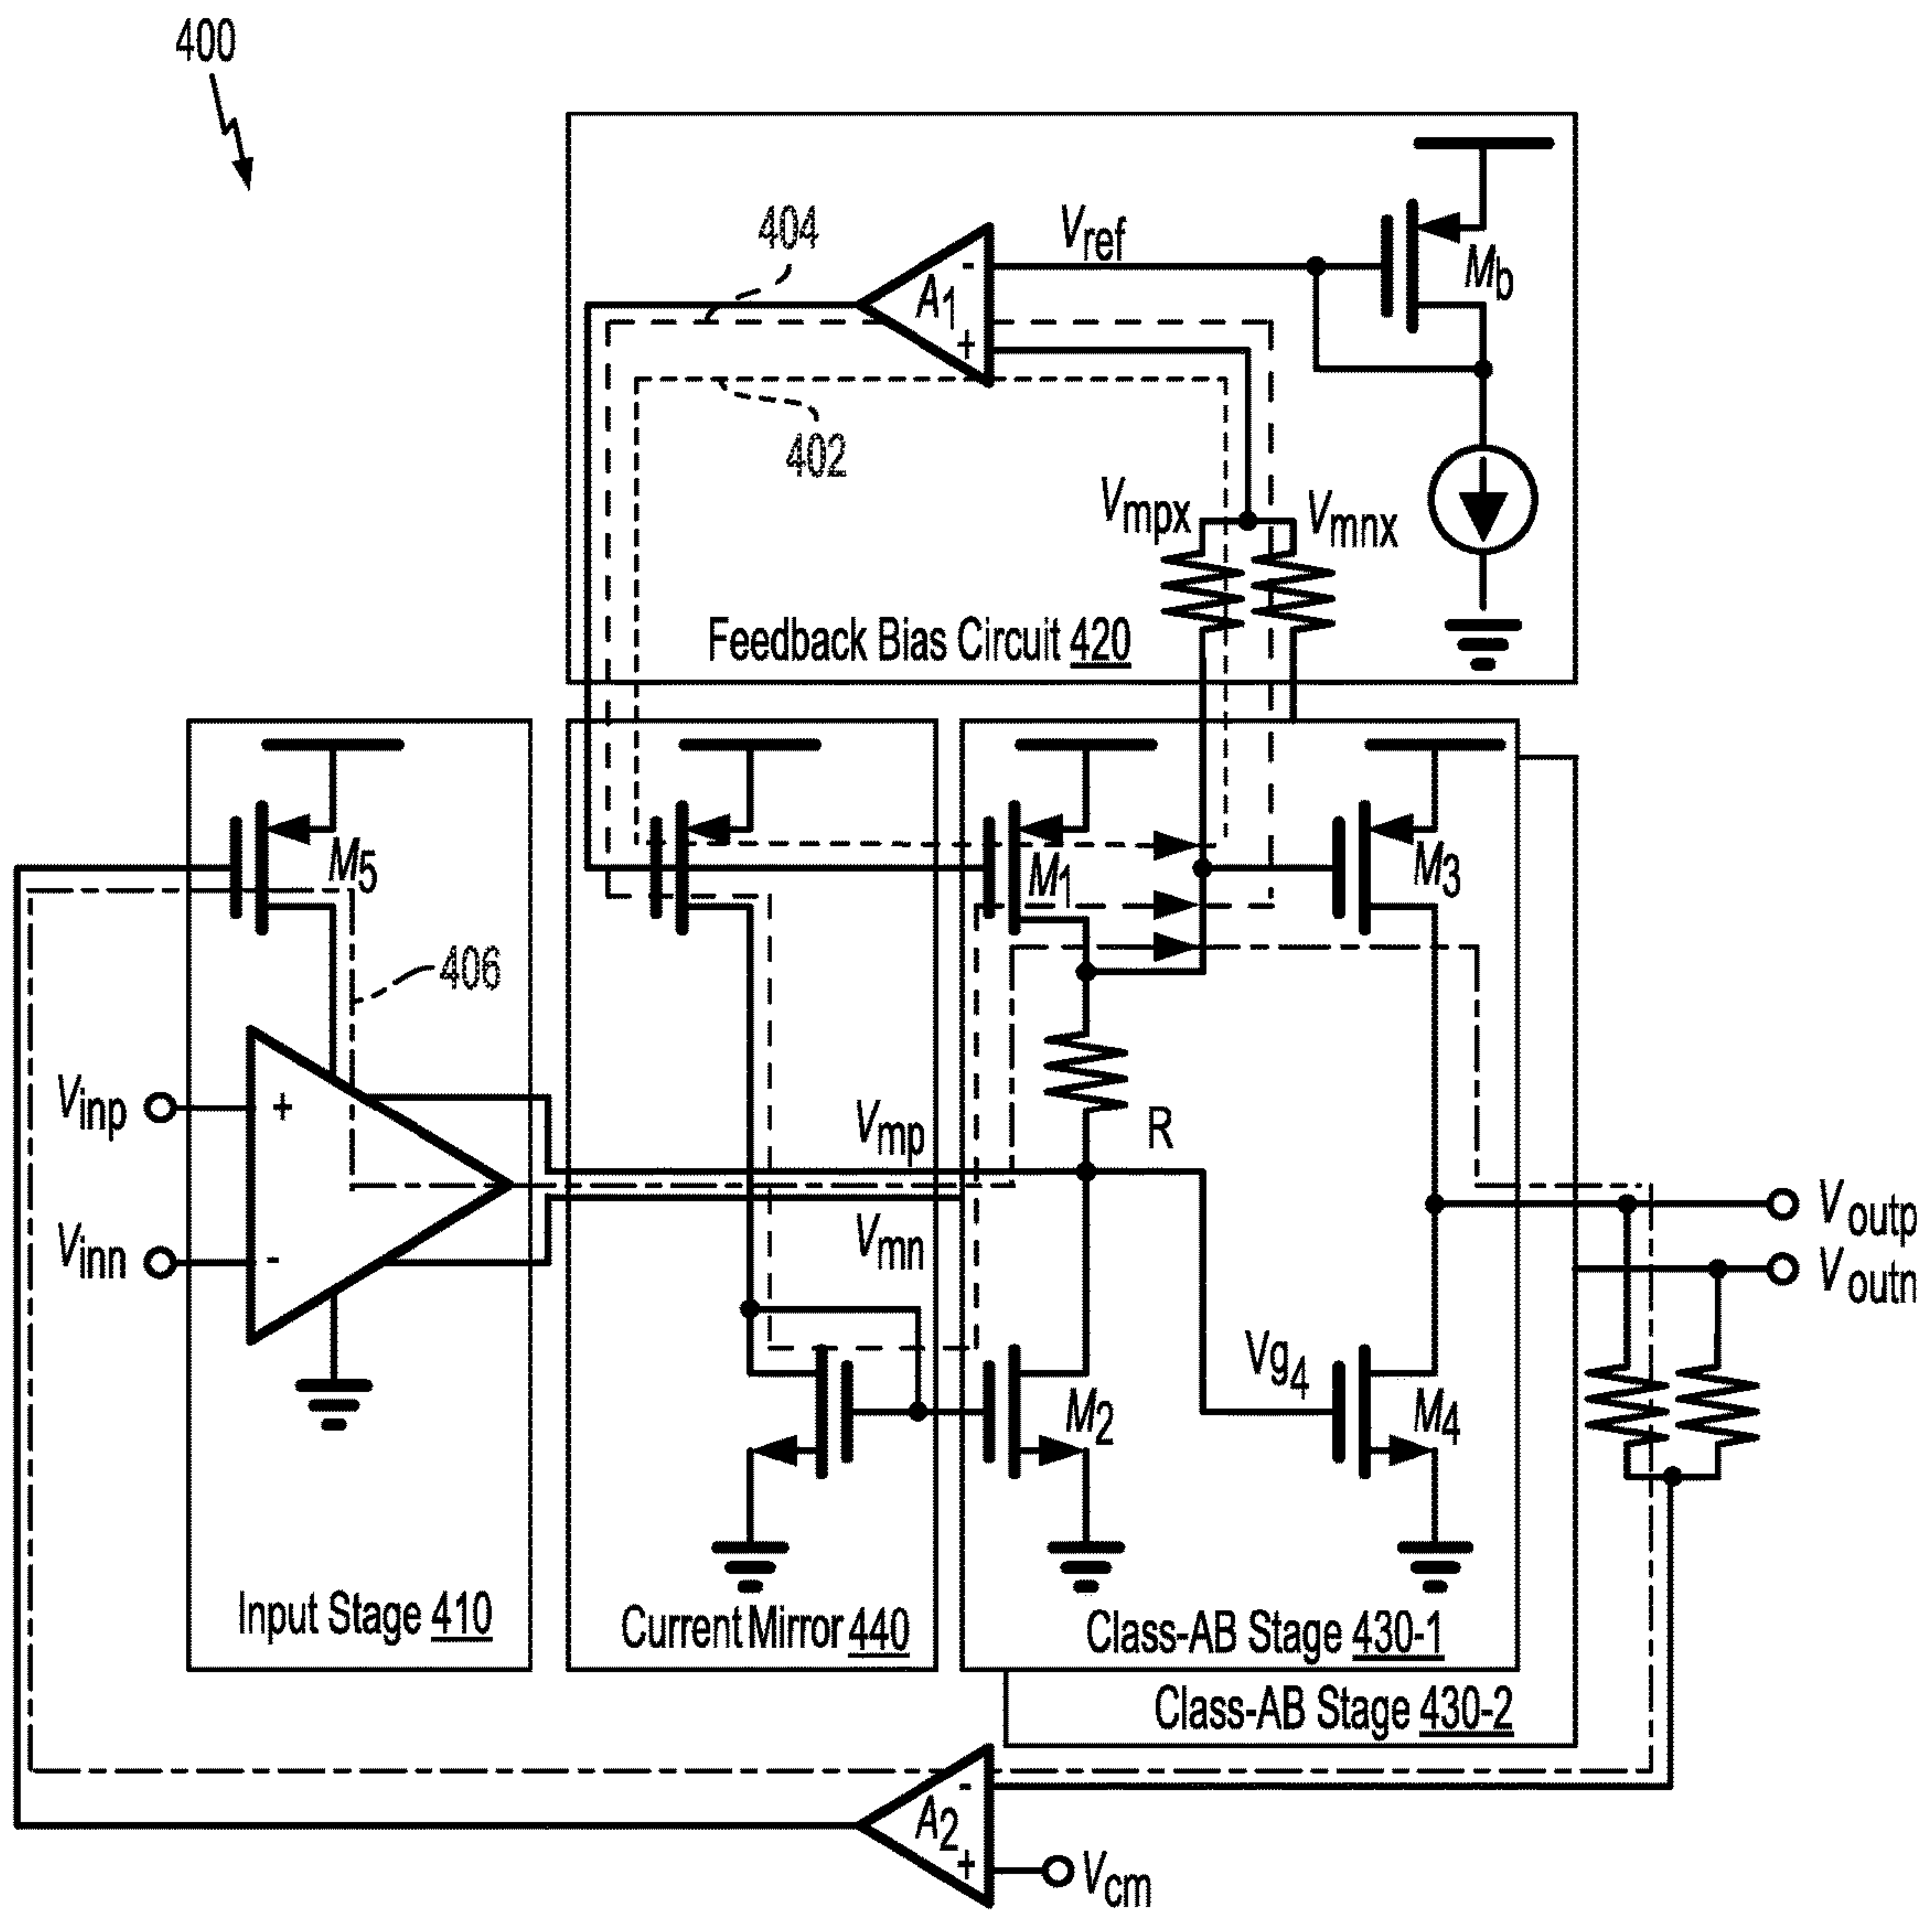 400
404
Vref
Mb
A1
-
+
402
Vmpx
Vmnx
Feedback Bias Circuit 420
M5
M1
M3
406
Vinp
+
Vmp
R
Vinn
-
Vmn
Voutp
Voutn
Vg4
M2
M4
Input Stage 410
Current Mirror 440
Class-AB Stage 430-1
Class-AB Stage 430-2
A2
-
+
Vcm